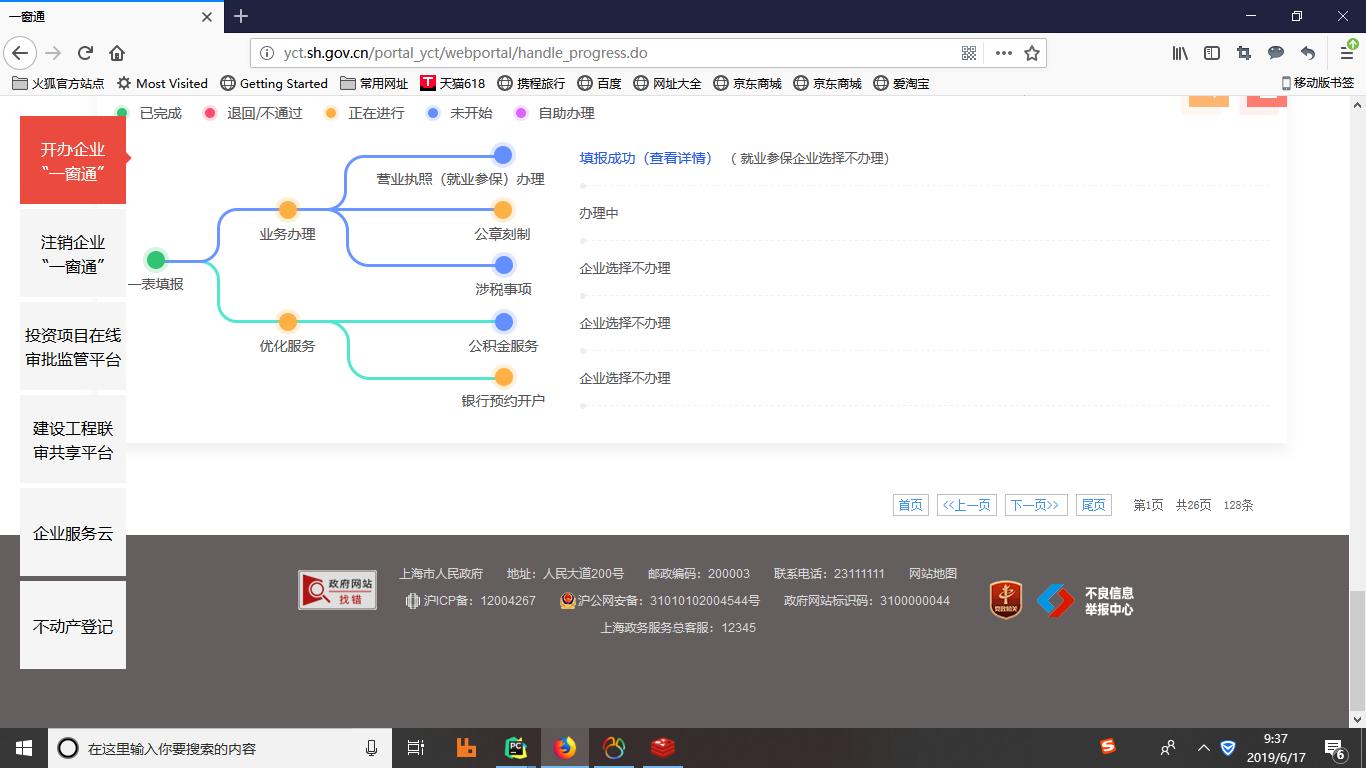 一窗通
yct.sh.gov.cn/portal_yct/webportal/handle_progress.do
火狐官方站点 Most Visited Getting Started 常用网址 天猫618 携程旅行 百度 网址大全 京东商城 京东商城 爱淘宝 移动版书签
已完成 退回/不通过 正在进行 未开始 自助办理
开办企业
“一窗通”
注销企业
“一窗通”
投资项目在线
审批监管平台
建设工程联
审共享平台
企业服务云
不动产登记
填报成功（查看详情） （就业参保企业选择不办理）
营业执照（就业参保）办理
办理中
业务办理 公章刻制
企业选择不办理
一表填报 涉税事项
企业选择不办理
优化服务 公积金服务
企业选择不办理
银行预约开户
首页 <<上一页 下一页>> 尾页 第1页 共26页 128条
政府网站
找错
上海市人民政府 地址：人民大道200号 邮政编码：200003 联系电话：23111111 网站地图
沪ICP备：12004267 沪公网安备：31010102004544号 政府网站标识码：3100000044
上海政务服务总客服：12345
党政机关
不良信息
举报中心
在这里输入你要搜索的内容
PC
9:37
2019/6/17
6